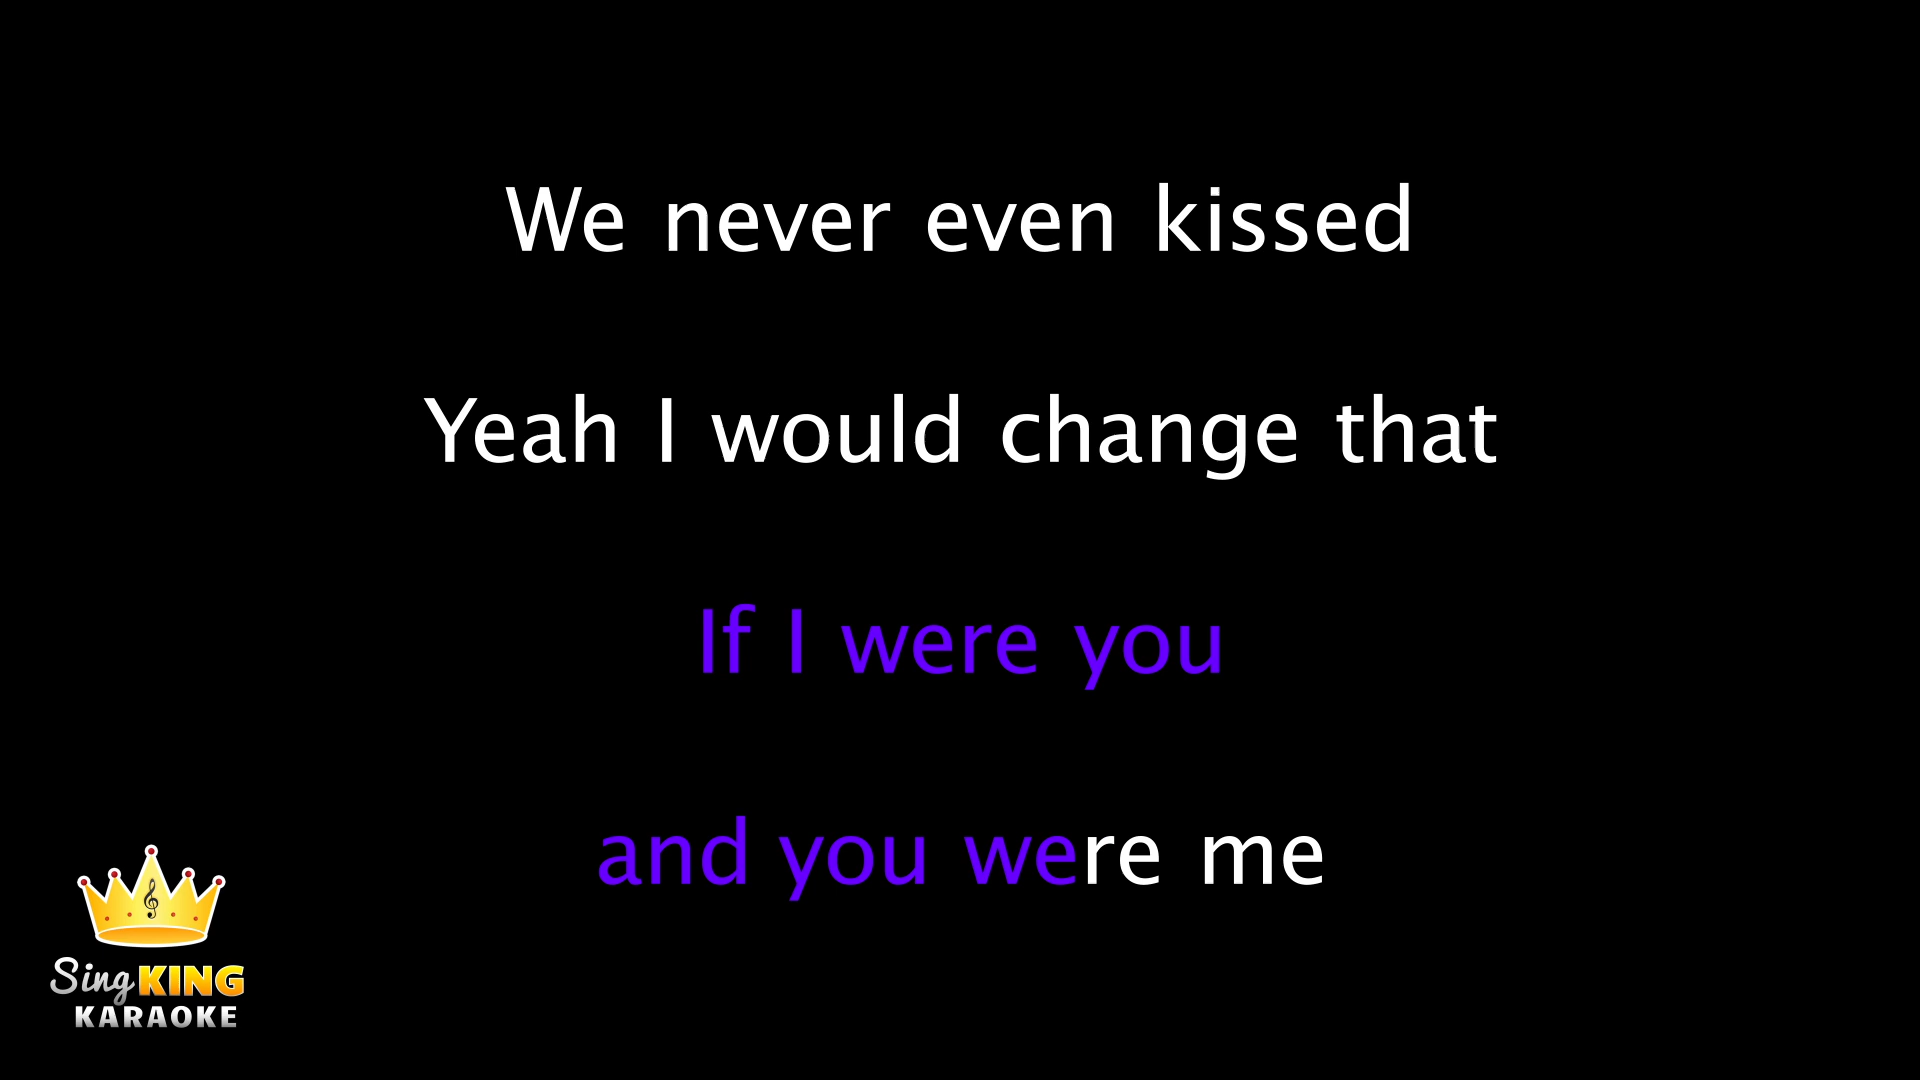 We never even kissed
Yeah I would change that
If I were you
and you were me
Sing KING
KARAOKE